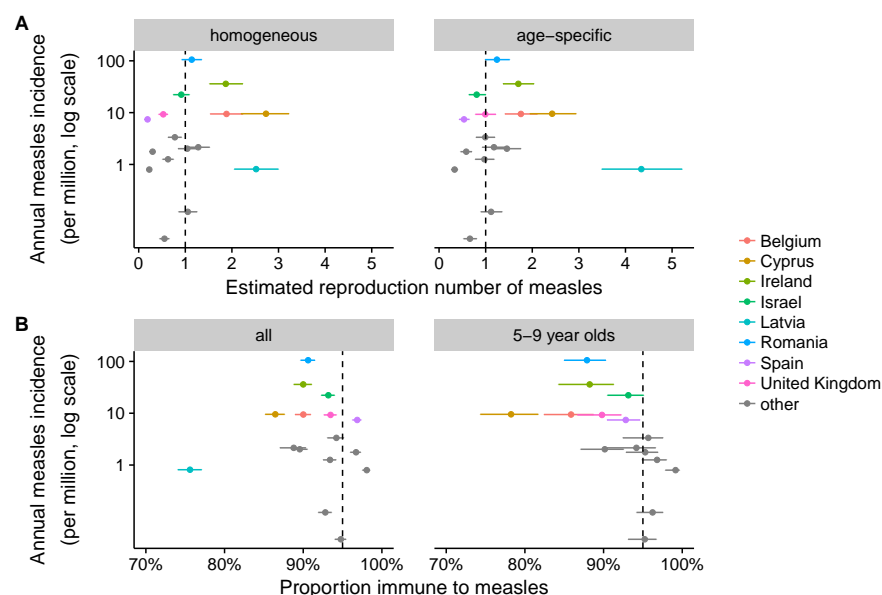 A
homogeneous
age−specific
Annual measles incidence
(per million, log scale)
100
10
1
0 1 2 3 4 5
0 1 2 3 4 5
Estimated reproduction number of measles
Belgium
Cyprus
Ireland
Israel
Latvia
Romania
Spain
United Kingdom
other
B
all
5−9 year olds
Annual measles incidence
(per million, log scale)
100
10
1
70% 80% 90% 100%
70% 80% 90% 100%
Proportion immune to measles